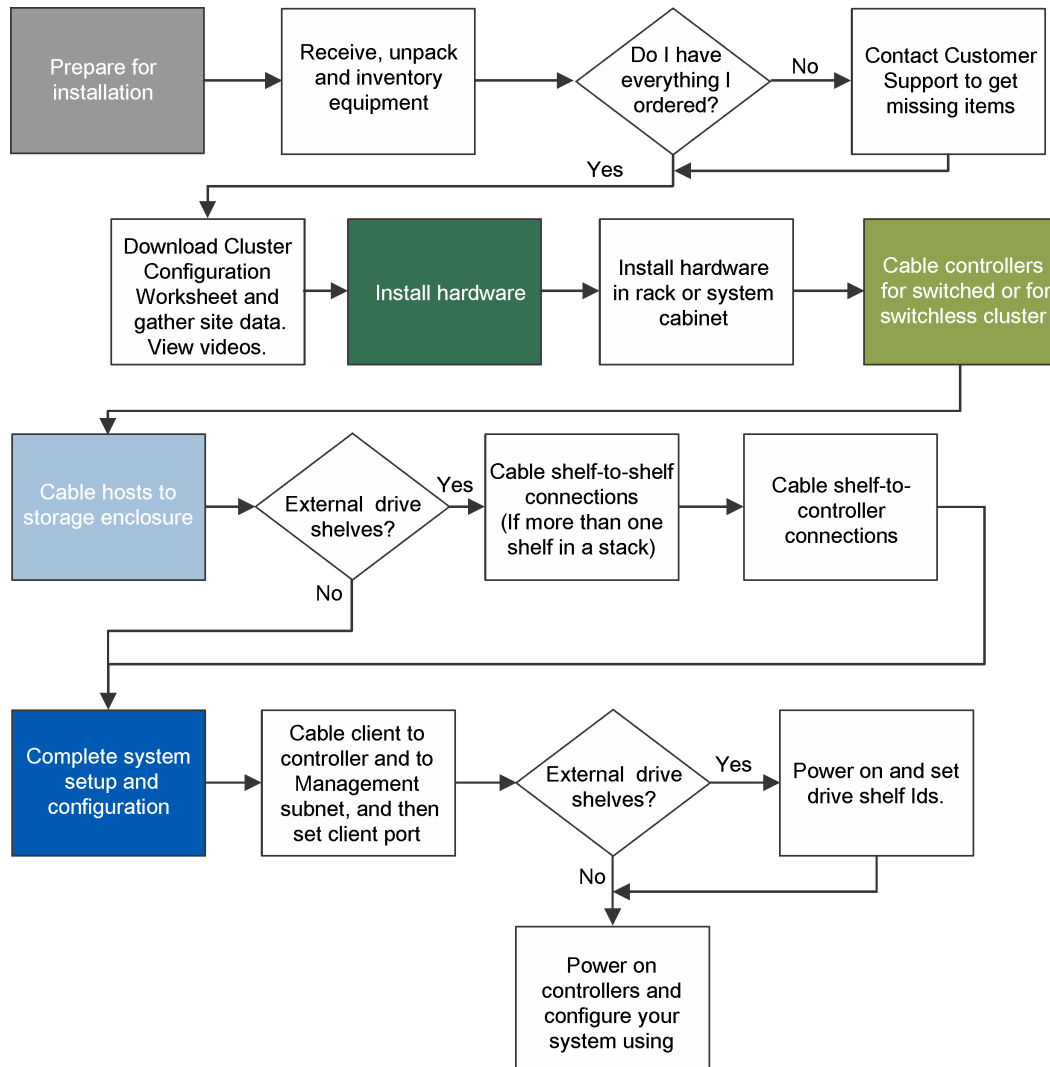 Prepare for
installation
Receive, unpack
and inventory
equipment
Do I have
everything I
ordered?
No
Contact Customer
Support to get
missing items
Yes
Download Cluster
Configuration
Worksheet and
gather site data.
View videos.
Install hardware
Install hardware
in rack or system
cabinet
Cable controllers
for switched or for
switchless cluster
Cable hosts to
storage enclosure
External drive
shelves?
Yes
No
Cable shelf-to-shelf
connections
(If more than one
shelf in a stack)
Cable shelf-to-
controller
connections
Complete system
setup and
configuration
Cable client to
controller and to
Management
subnet, and then
set client port
External drive
shelves?
Yes
No
Power on and set
drive shelf Ids.
Power on
controllers and
configure your
system using